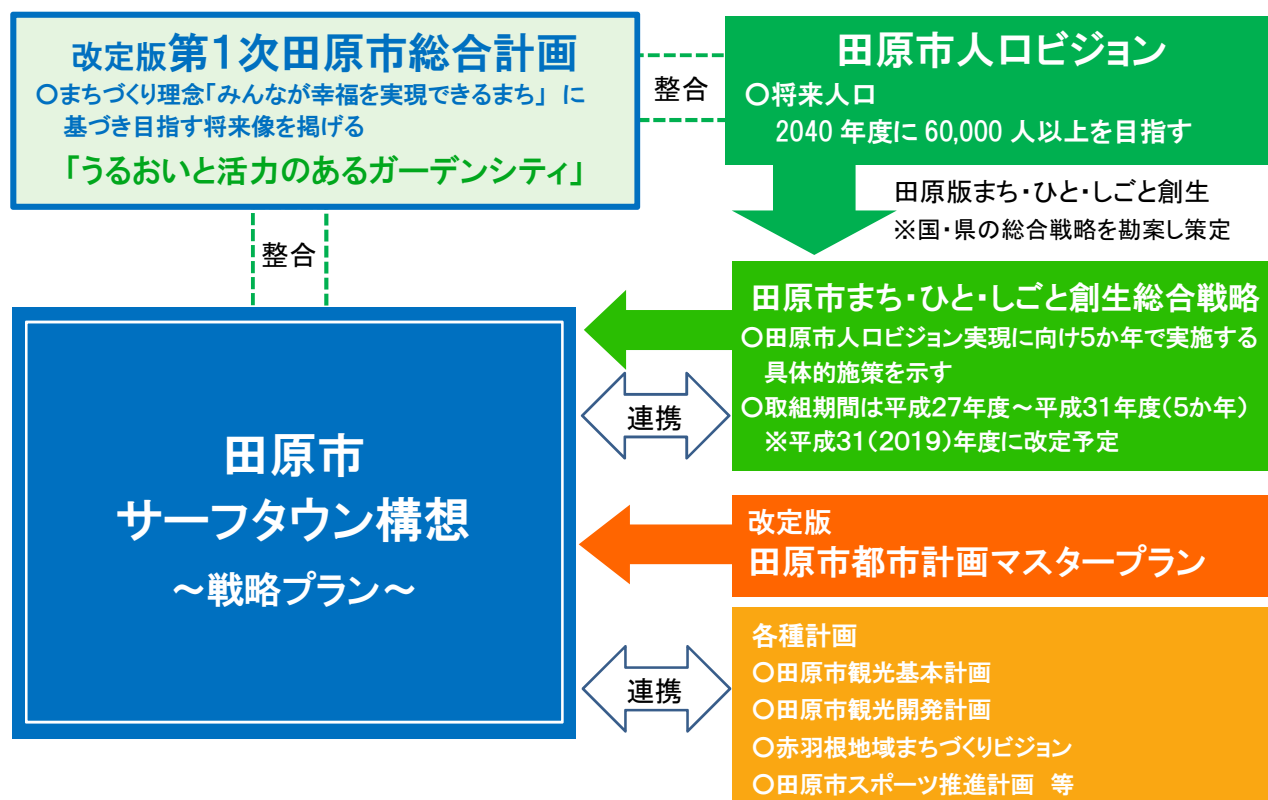 改定版第1次田原市総合計画
〇まちづくり理念「みんなが幸福を実現できるまち」 に
基づき目指す将来像を掲げる
「うるおいと活力のあるガーデンシティ」
整合
田原市人口ビジョン
〇将来人口
2040 年度に 60,000 人以上を目指す
田原版まち・ひと・しごと創生
※国・県の総合戦略を勘案し策定
整合
田原市まち・ひと・しごと創生総合戦略
〇田原市人口ビジョン実現に向け5か年で実施する
具体的施策を示す
〇取組期間は平成27年度～平成31年度(5か年)
※平成31(2019)年度に改定予定
連携
田原市
サーフタウン構想
～戦略プラン～
改定版
田原市都市計画マスタープラン
連携
各種計画
〇田原市観光基本計画
〇田原市観光開発計画
〇赤羽根地域まちづくりビジョン
〇田原市スポーツ推進計画 等